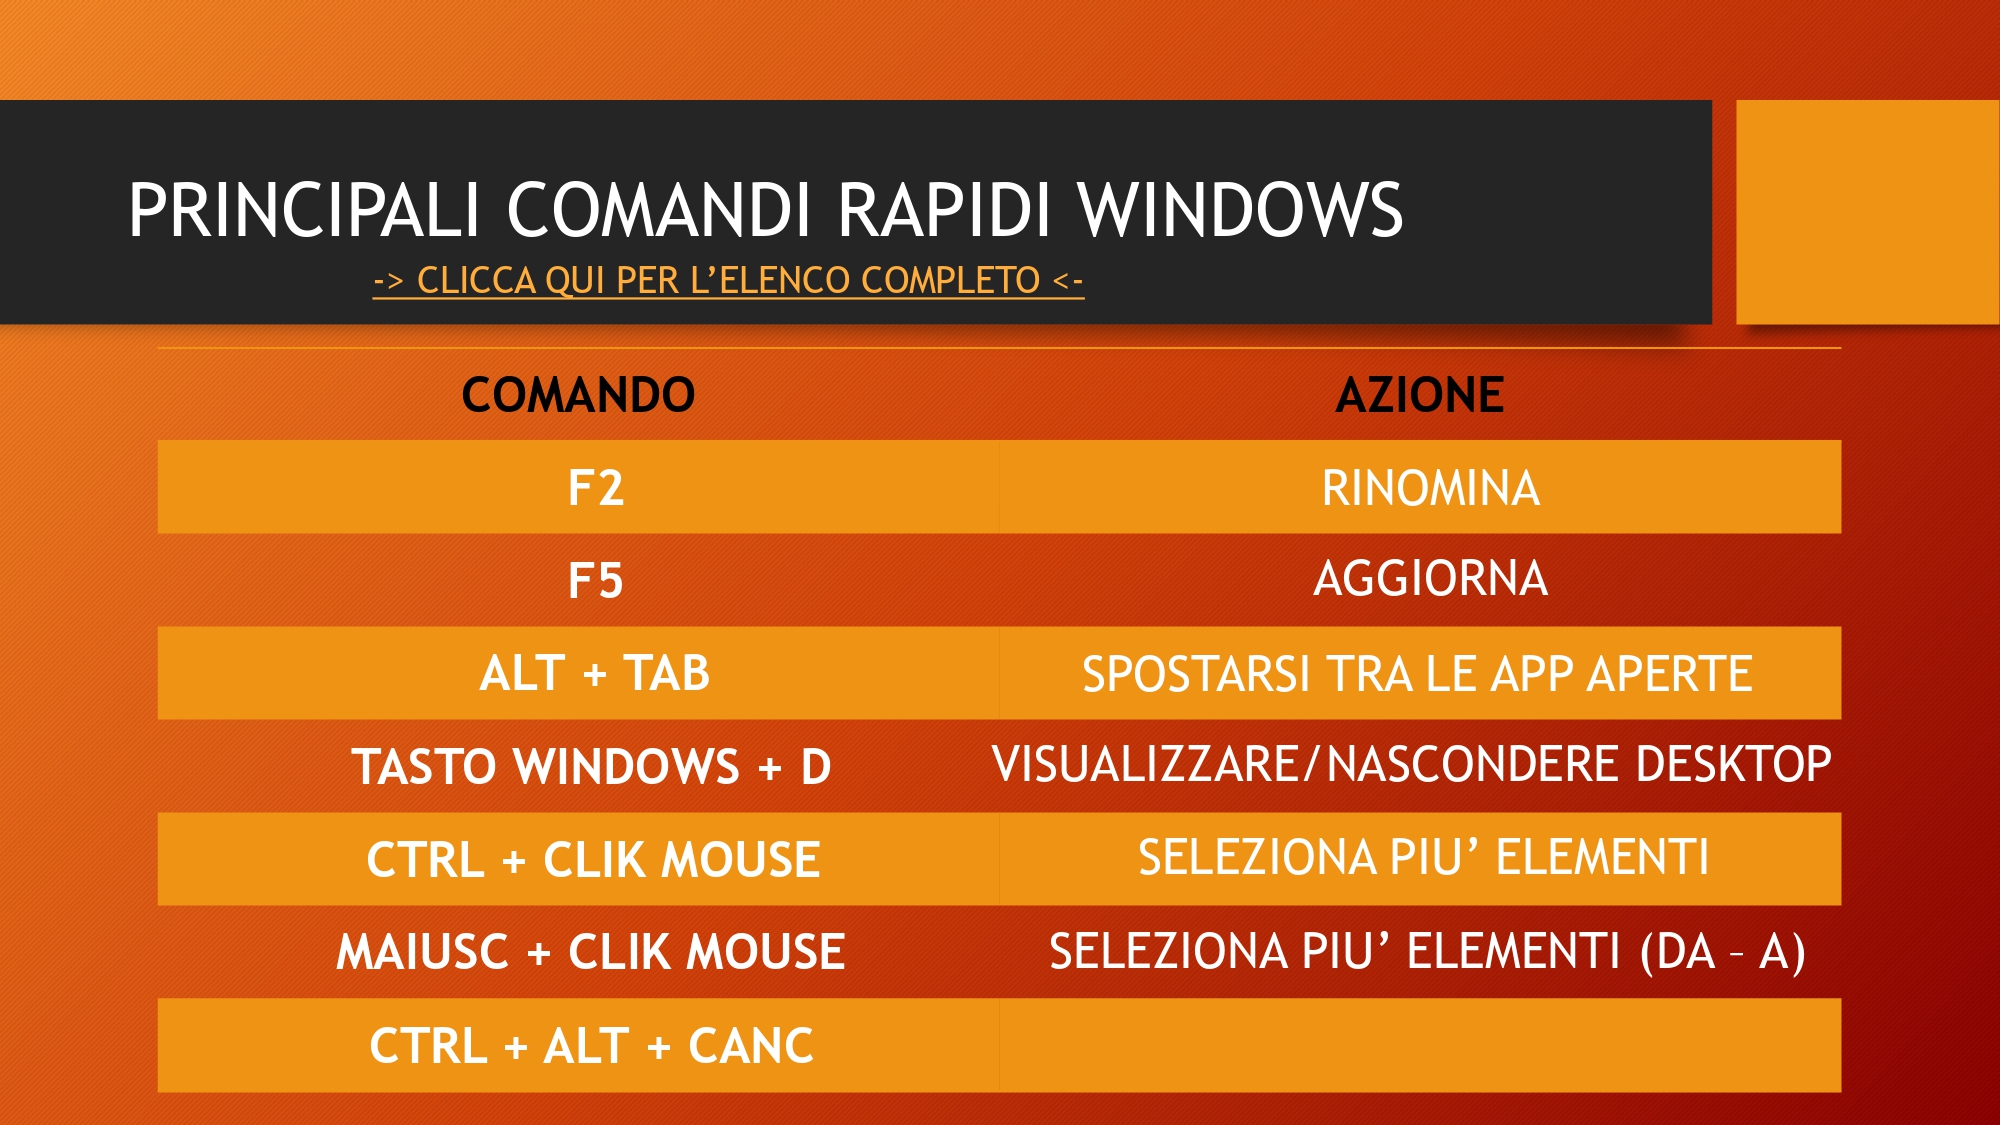 PRINCIPALI COMANDI RAPIDI WINDOWS
-> CLICCA QUI PER L’ELENCO COMPLETO <-
COMANDO AZIONE
F2 RINOMINA
F5 AGGIORNA
ALT + TAB SPOSTARSI TRA LE APP APERTE
TASTO WINDOWS + D VISUALIZZARE/NASCONDERE DESKTOP
CTRL + CLIK MOUSE SELEZIONA PIU’ ELEMENTI
MAIUSC + CLIK MOUSE SELEZIONA PIU’ ELEMENTI (DA – A)
CTRL + ALT + CANC